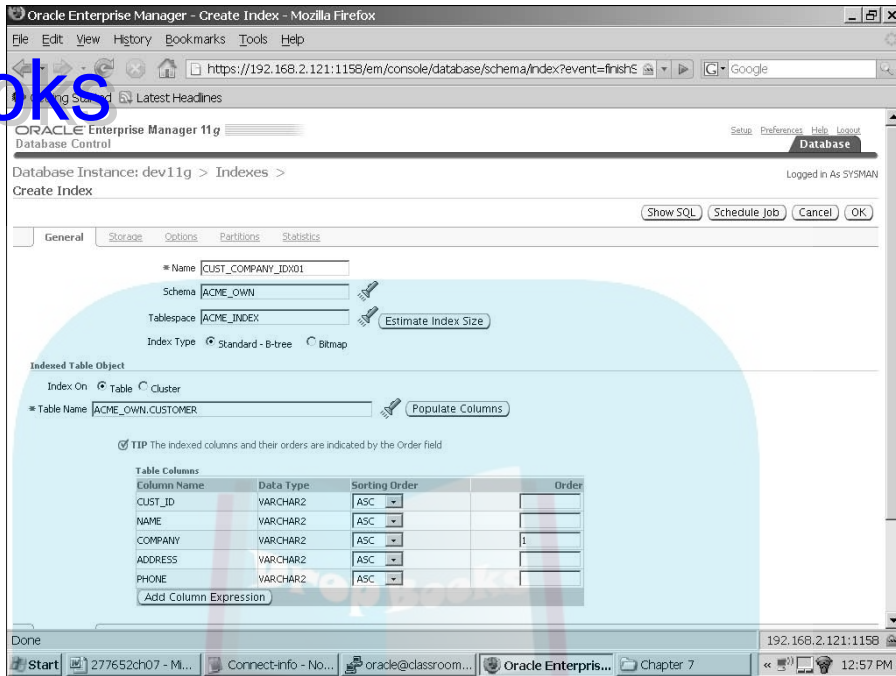 Oracle Enterprise Manager - Create Index - Mozilla Firefox
File Edit View History Bookmarks Tools Help
https://192.168.2.121:1158/em/console/database/schema/index?event=finishS
G Google
oks
Latest Headlines
ORACLE Enterprise Manager 11g
Database Control
Setup Preferences Help Logout
Database
Database Instance: dev11g > Indexes >
Logged in As SYSMAN
Create Index
Show SQL Schedule Job Cancel OK
General Storage Options Partitions Statistics
* Name CUST_COMPANY_IDX01
Schema ACME_OWN
Tablespace ACME_INDEX Estimate Index Size
Index Type Standard - B-tree Bitmap
Indexed Table Object
Index On Table Cluster
* Table Name ACME_OWN.CUSTOMER Populate Columns
TIP The indexed columns and their orders are indicated by the Order field
Table Columns
Column Name Data Type Sorting Order Order
CUST_ID VARCHAR2 ASC
NAME VARCHAR2 ASC
COMPANY VARCHAR2 ASC 1
ADDRESS VARCHAR2 ASC
PHONE VARCHAR2 ASC
Add Column Expression
Drop Books
Done 192.168.2.121:1158
Start 277652ch07 - M... Connect-info - No... oracle@classroom... Oracle Enterpris... Chapter 7 « 12:57 PM